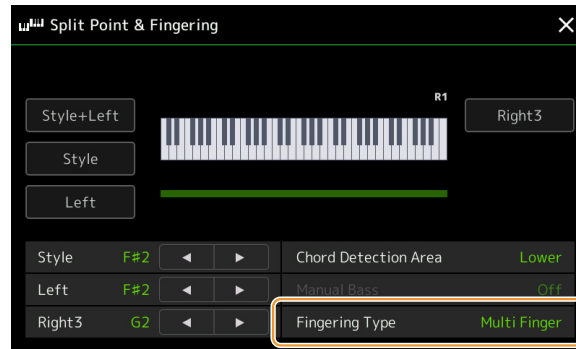 Split Point & Fingering
R1
Style+Left
Right3
Style
Left
Style F#2 Chord Detection Area Lower
Left F#2 Manual Bass Off
Right3 G2 Fingering Type Multi Finger